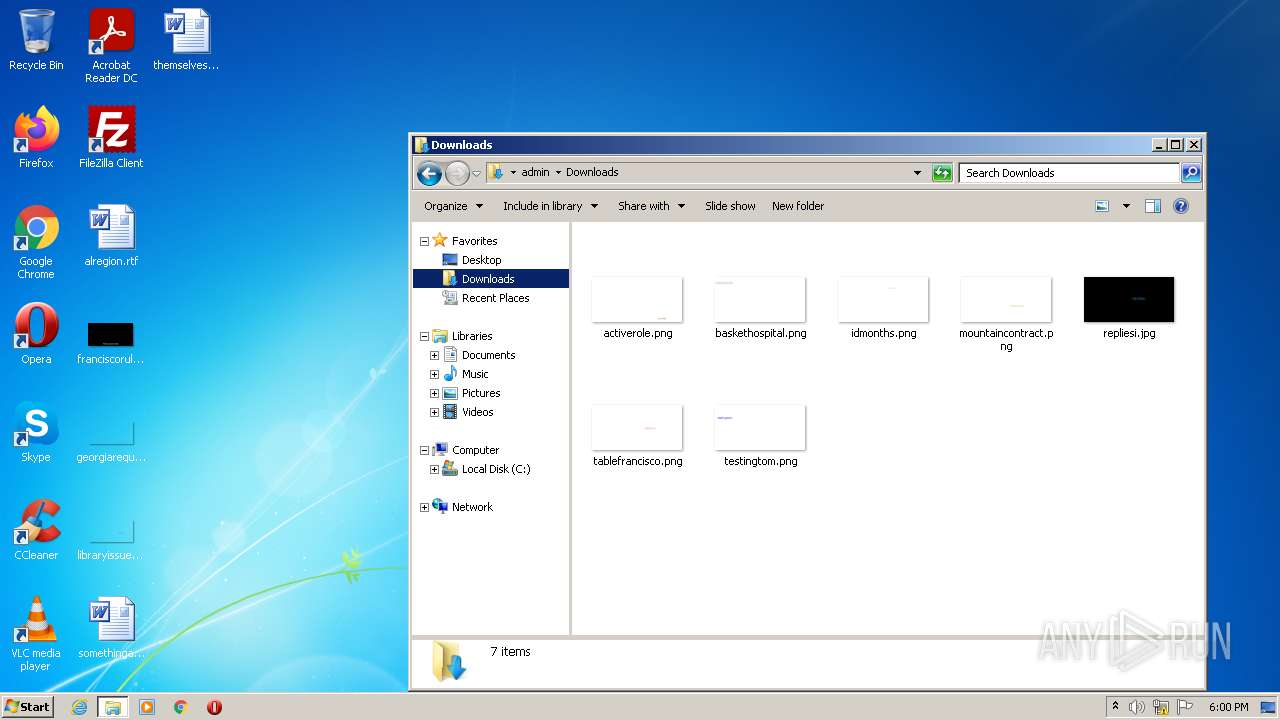 Recycle Bin
Acrobat
Reader DC
themselves...
Firefox
FileZilla Client
Google
Chrome
alregion.rtf
Opera
franciscorul...
Skype
georgiarequ...
CCleaner
libraryissue...
VLC media
player
somethinga...
Downloads
admin
Downloads
Search Downloads
Organize
Include in library
Share with
Slide show
New folder
Favorites
Desktop
Downloads
Recent Places
Libraries
Documents
Music
Pictures
Videos
Computer
Local Disk (C:)
Network
activerole.png
baskethospital.png
idmonths.png
mountaincontract.p
ng
repliesi.jpg
tablefrancisco.png
testingtom.png
7 items
ANY RUN
Start
6:00 PM